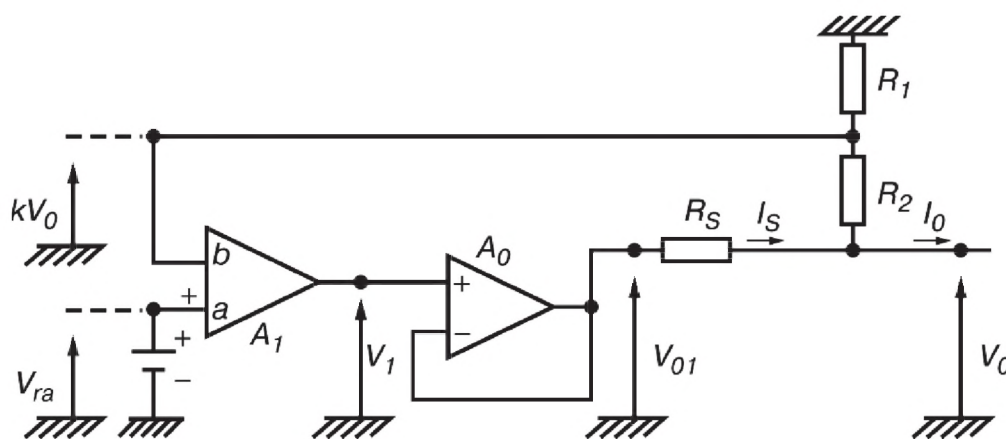 R1
kV0
R2
RS
IS
I0
b
A0
+
a
+
+
A1
−
−
Vra
V1
V01
V0